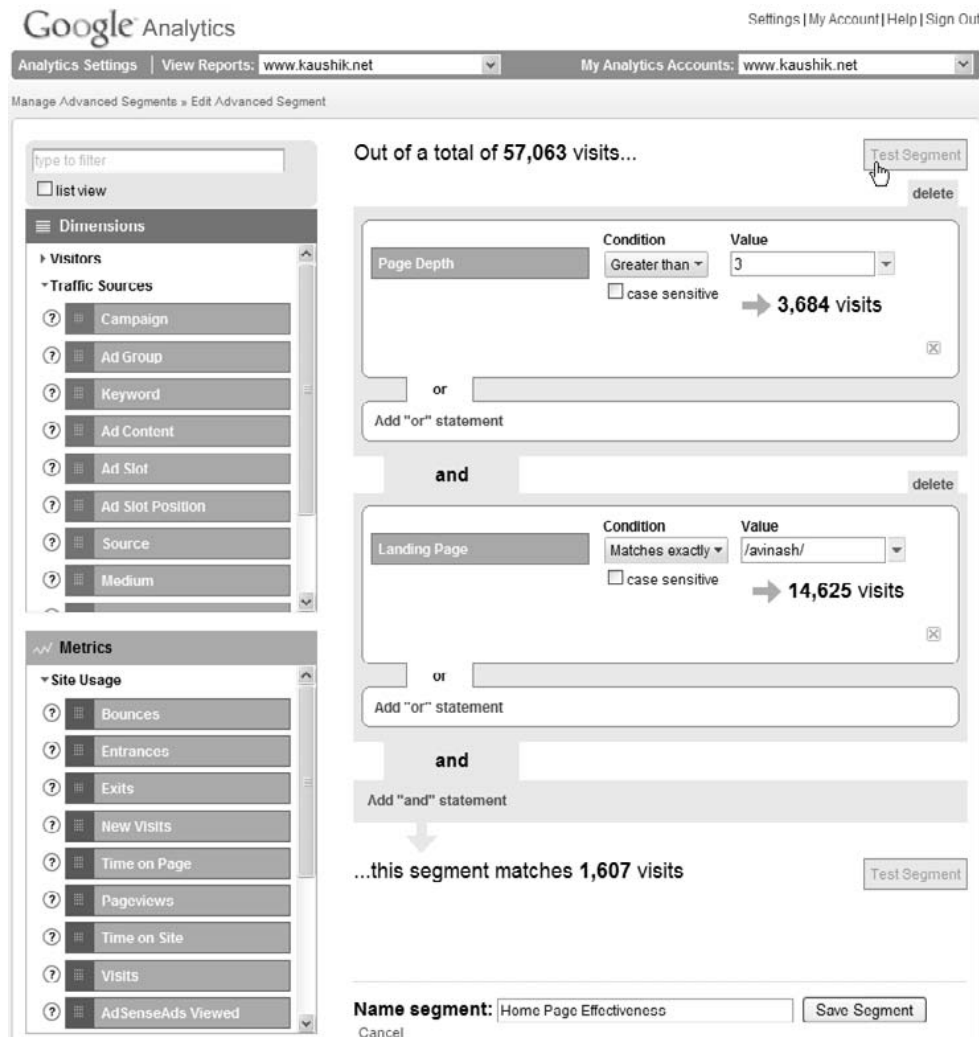 Google Analytics
Settings | My Account | Help | Sign Out
Analytics Settings | View Reports: www.kaushik.net My Analytics Accounts: www.kaushik.net
Manage Advanced Segments » Edit Advanced Segment
type to filter
list view
Dimensions
Visitors
Traffic Sources
? Campaign
? Ad Group
? Keyword
? Ad Content
? Ad Slot
? Ad Slot Position
? Source
? Medium
Metrics
Site Usage
? Bounces
? Entrances
? Exits
? New Visits
? Time on Page
? Pageviews
? Time on Site
? Visits
? AdSenseAds Viewed
Out of a total of 57,063 visits...
Test Segment
delete
Condition Value
Page Depth Greater than 3
case sensitive
3,684 visits
or
Add "or" statement
and
delete
Condition Value
Landing Page Matches exactly /avinash/
case sensitive
14,625 visits
or
Add "or" statement
and
Add "and" statement
...this segment matches 1,607 visits
Test Segment
Name segment: Home Page Effectiveness Save Segment
Cancel